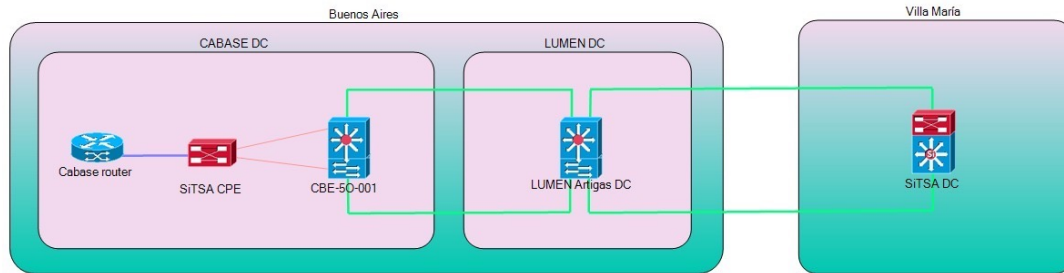 Buenos Aires
Villa María
CABASE DC
LUMEN DC
Cabase router
SiTSA CPE
CBE-5O-001
LUMEN Artigas DC
Si
SiTSA DC